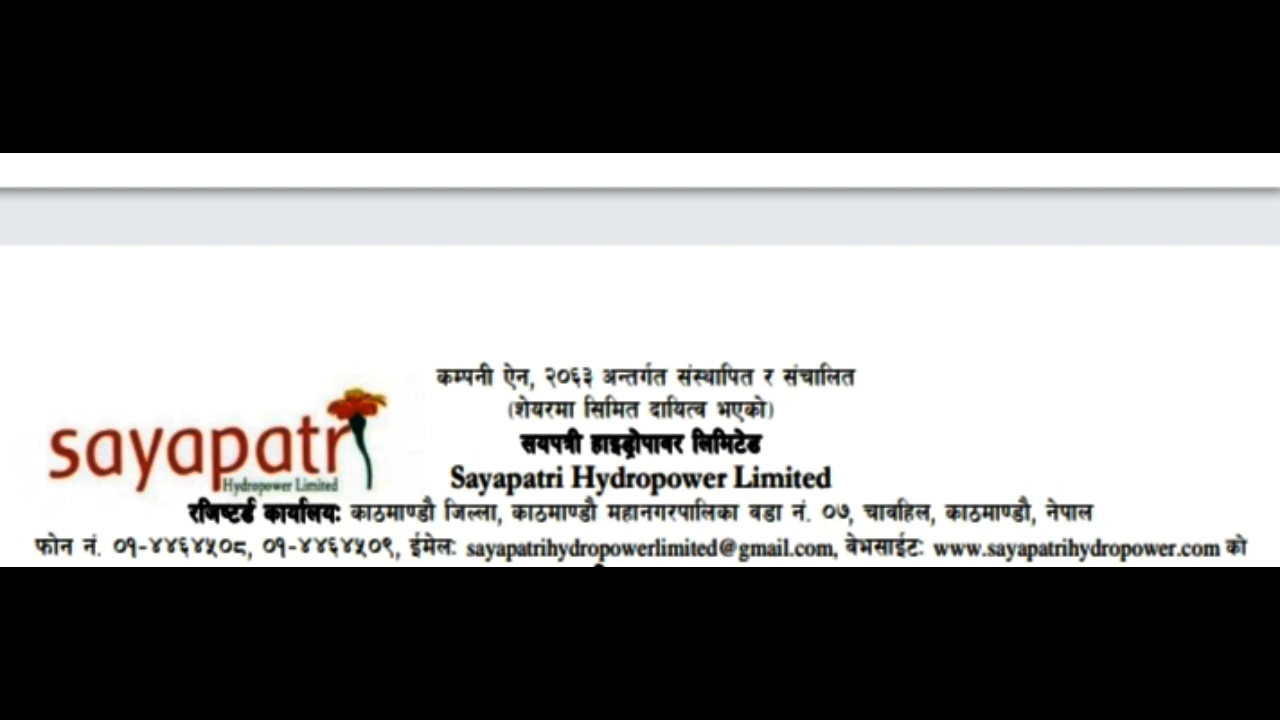 कम्पनी ऐन, २०६३ अन्तर्गत संस्थापित र संचालित
(शेयरमा सिमित दायित्व भएको)
sayapatri
Hydropower Limited
सयपत्री हाइड्रोपावर लिमिटेड
Sayapatri Hydropower Limited
रजिष्टर्ड कार्यालय: काठमाण्डौ जिल्ला, काठमाण्डौ महानगरपालिका वडा नं. ०७, चावहिल, काठमाण्डौ, नेपाल
फोन नं. ०१-४४६४५०८, ०१-४४६४५०९, ईमेल: sayapatrihydropowerlimited@gmail.com, वेभसाईट: www.sayapatrihydropower.com को